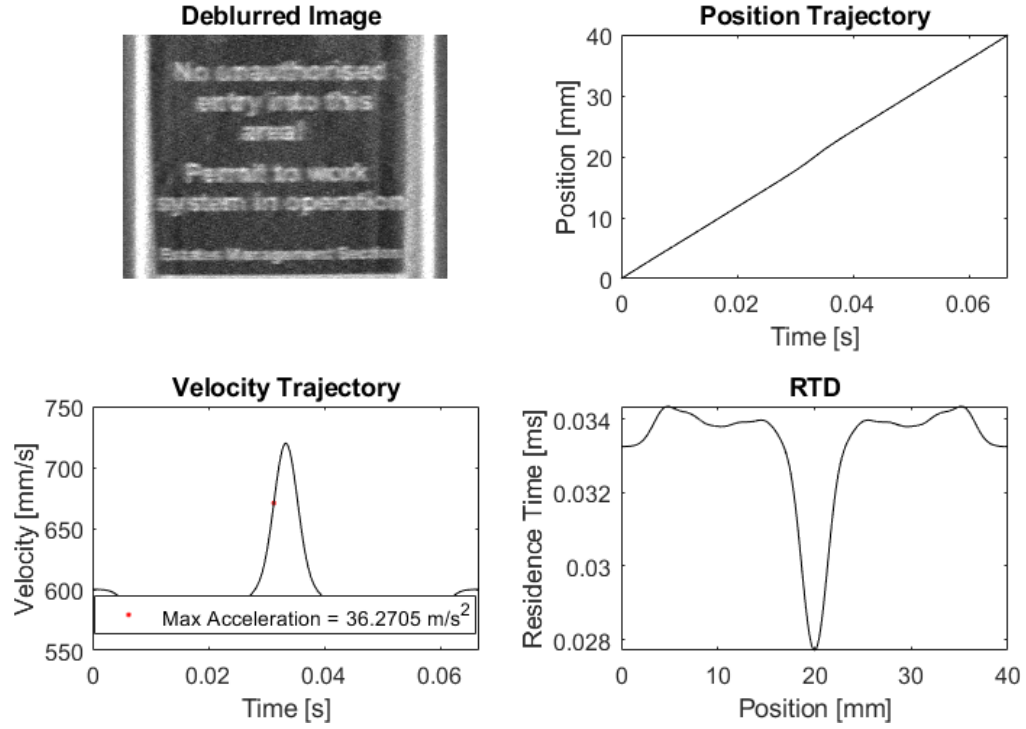 Deblurred Image
No unauthorised
entry into this
area!
Permit to work
system in operation
Position Trajectory
Position [mm]
40
30
20
10
0
0 0.02 0.04 0.06
Time [s]
Velocity Trajectory
Velocity [mm/s]
750
700
650
600
550
Max Acceleration = 36.2705 m/s²
0 0.02 0.04 0.06
Time [s]
RTD
Residence Time [ms]
0.034
0.032
0.03
0.028
0 10 20 30 40
Position [mm]